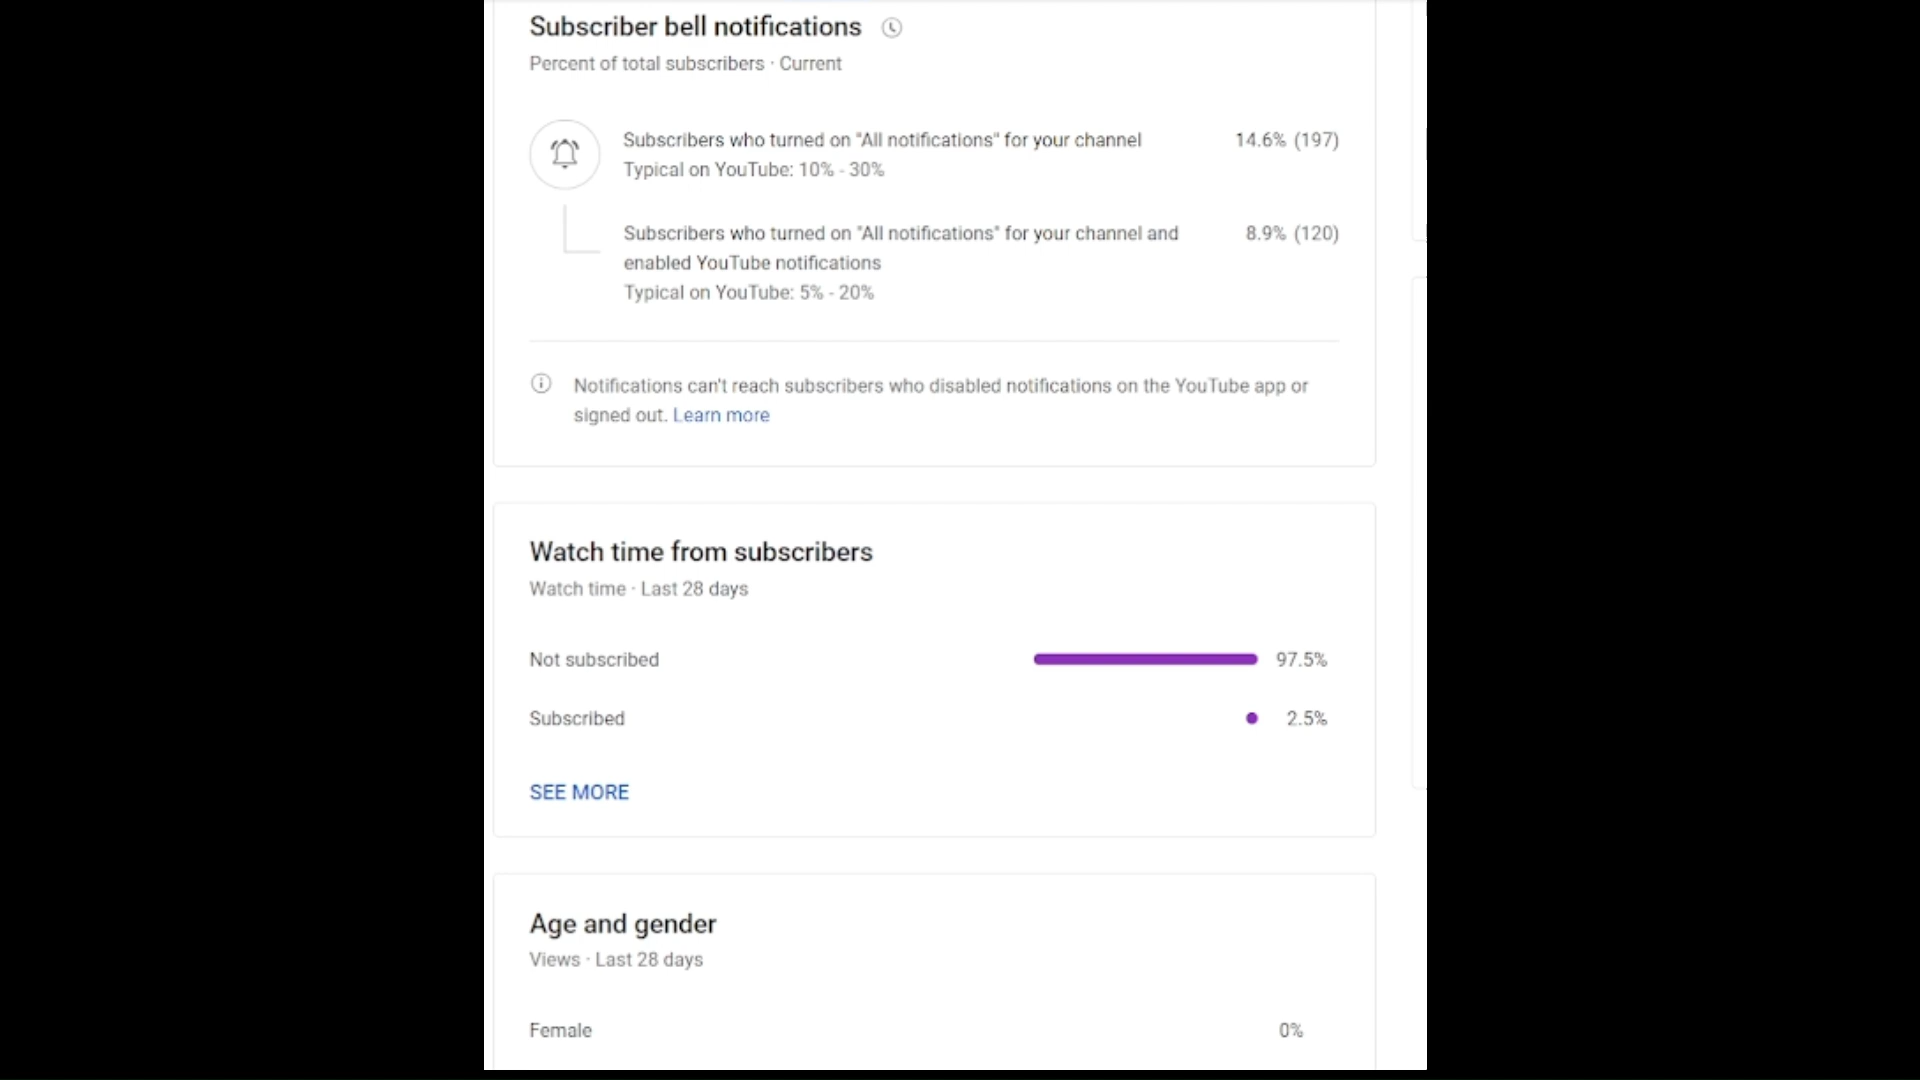 Subscriber bell notifications
Percent of total subscribers · Current
Subscribers who turned on "All notifications" for your channel 14.6% (197)
Typical on YouTube: 10% - 30%
Subscribers who turned on "All notifications" for your channel and 8.9% (120)
enabled YouTube notifications
Typical on YouTube: 5% - 20%
Notifications can't reach subscribers who disabled notifications on the YouTube app or
signed out. Learn more
Watch time from subscribers
Watch time · Last 28 days
Not subscribed 97.5%
Subscribed 2.5%
SEE MORE
Age and gender
Views · Last 28 days
Female 0%